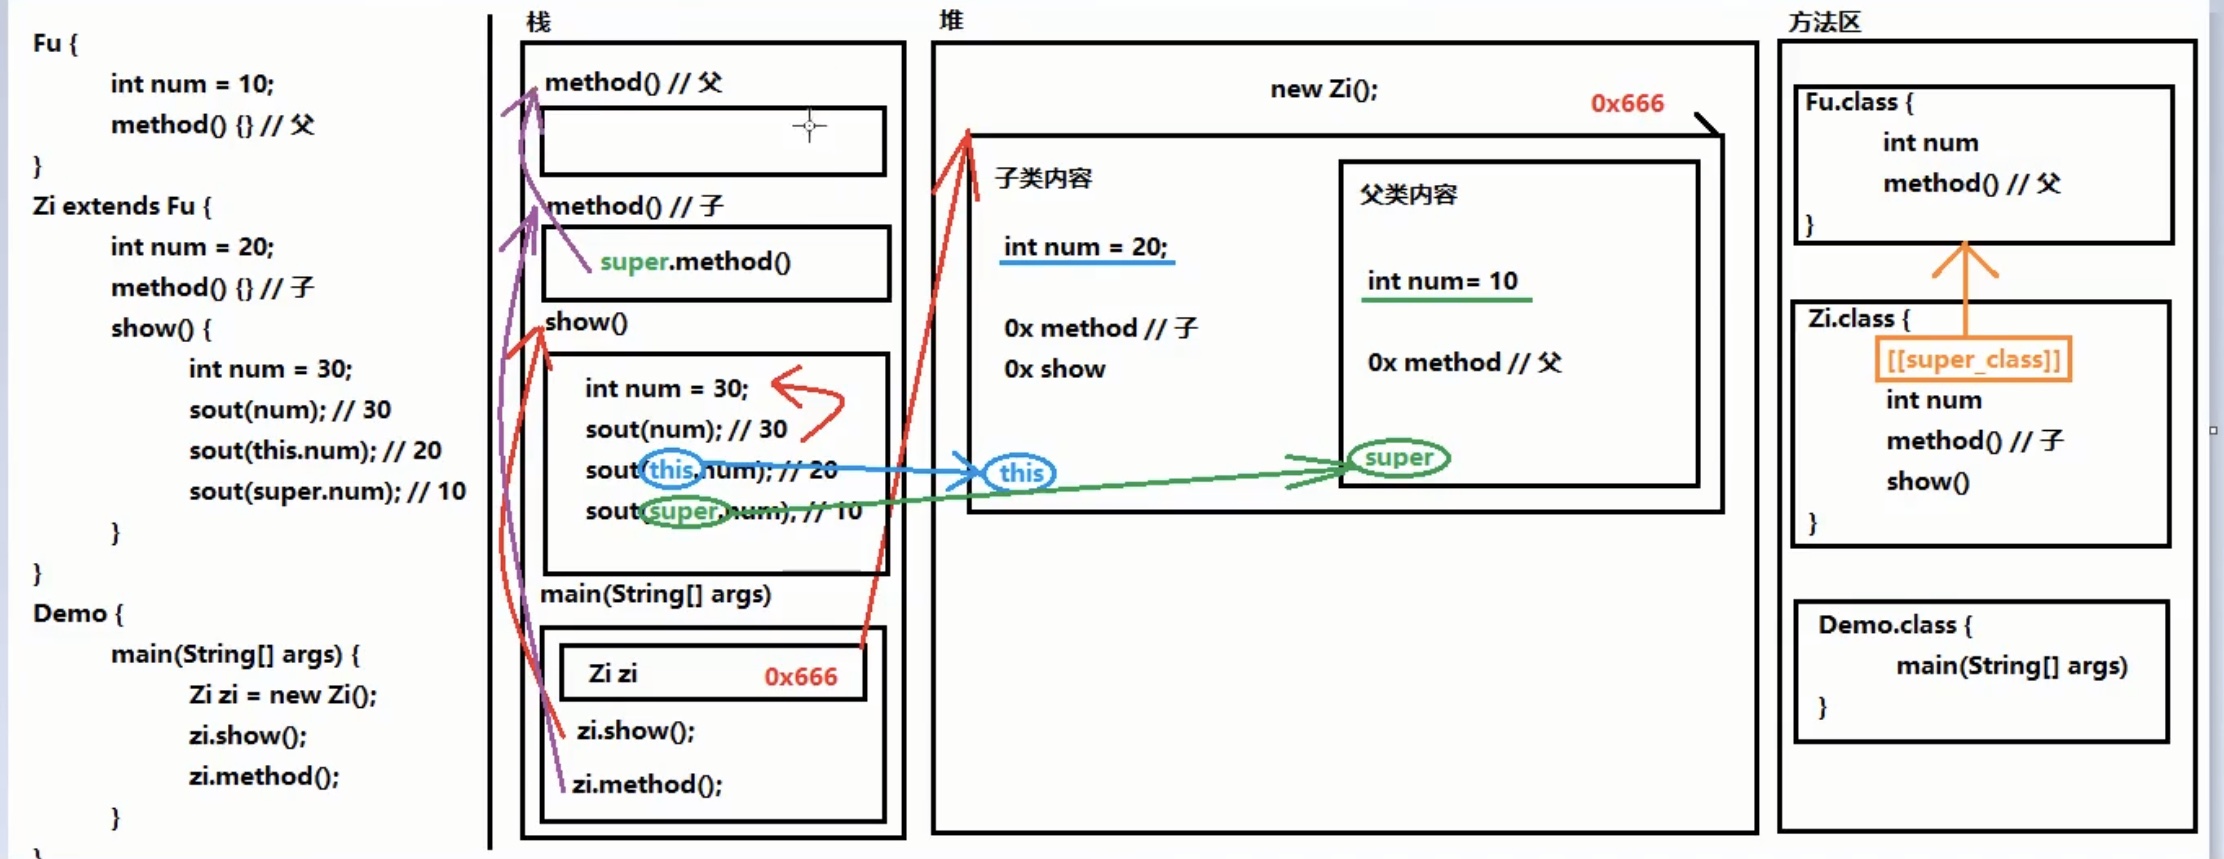 Fu {
int num = 10;
method() {} // 父
}
Zi extends Fu {
int num = 20;
method() {} // 子
show() {
int num = 30;
sout(num); // 30
sout(this.num); // 20
sout(super.num); // 10
}
}
Demo {
main(String[] args) {
Zi zi = new Zi();
zi.show();
zi.method();
}
}
栈
method() // 父
method() // 子
super.method()
show()
int num = 30;
sout(num); // 30
sout(this.num); // 20
sout(super.num); // 10
main(String[] args)
Zi zi 0x666
zi.show();
zi.method();
堆
new Zi();
0x666
子类内容
int num = 20;
0x method // 子
0x show
this
父类内容
int num= 10
0x method // 父
super
方法区
Fu.class {
int num
method() // 父
}
Zi.class {
[[super_class]]
int num
method() // 子
show()
}
Demo.class {
main(String[] args)
}